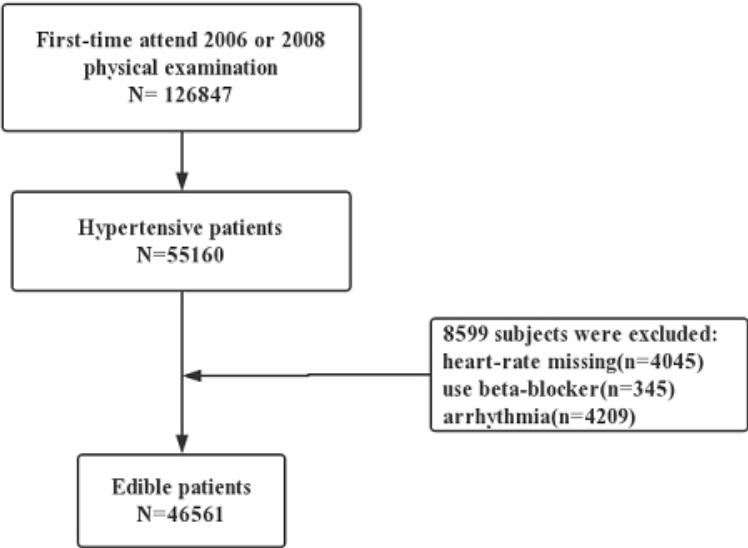 First-time attend 2006 or 2008
physical examination
N= 126847
Hypertensive patients
N=55160
8599 subjects were excluded:
heart-rate missing(n=4045)
use beta-blocker(n=345)
arrhythmia(n=4209)
Edible patients
N=46561